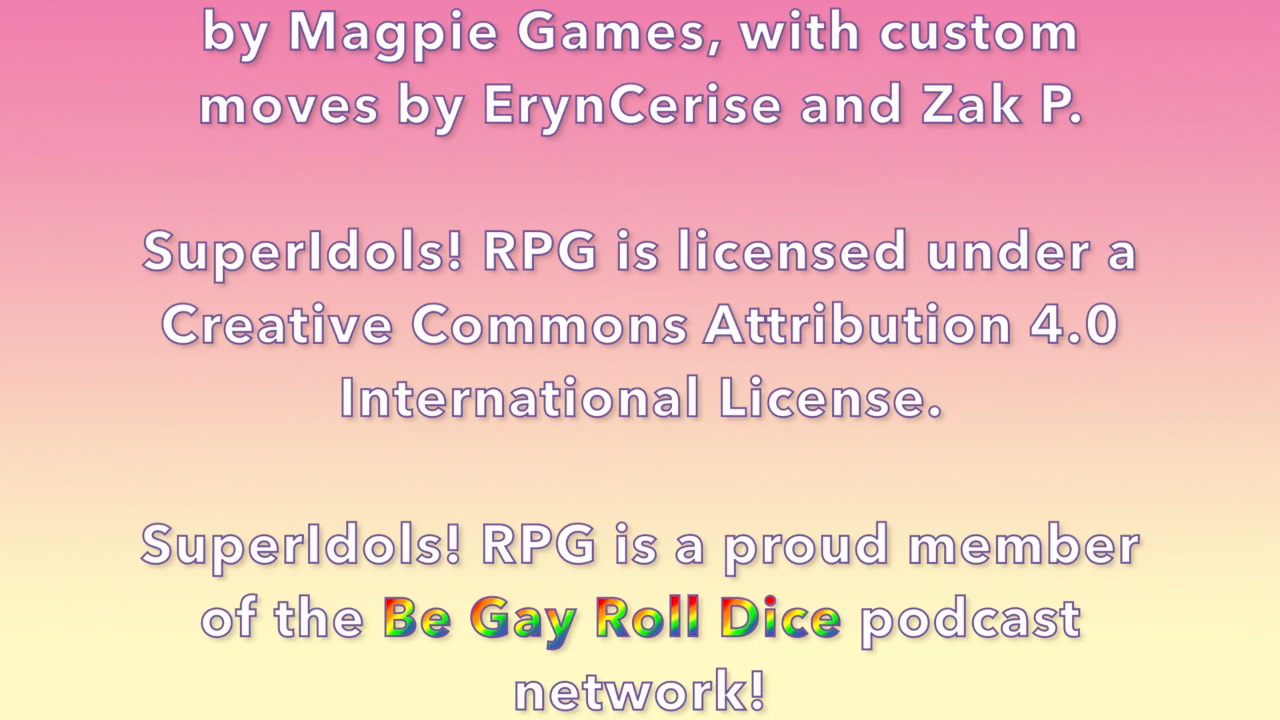 by Magpie Games, with custom
moves by ErynCerise and Zak P.
SuperIdols! RPG is licensed under a
Creative Commons Attribution 4.0
International License.
SuperIdols! RPG is a proud member
of the Be Gay Roll Dice podcast
network!